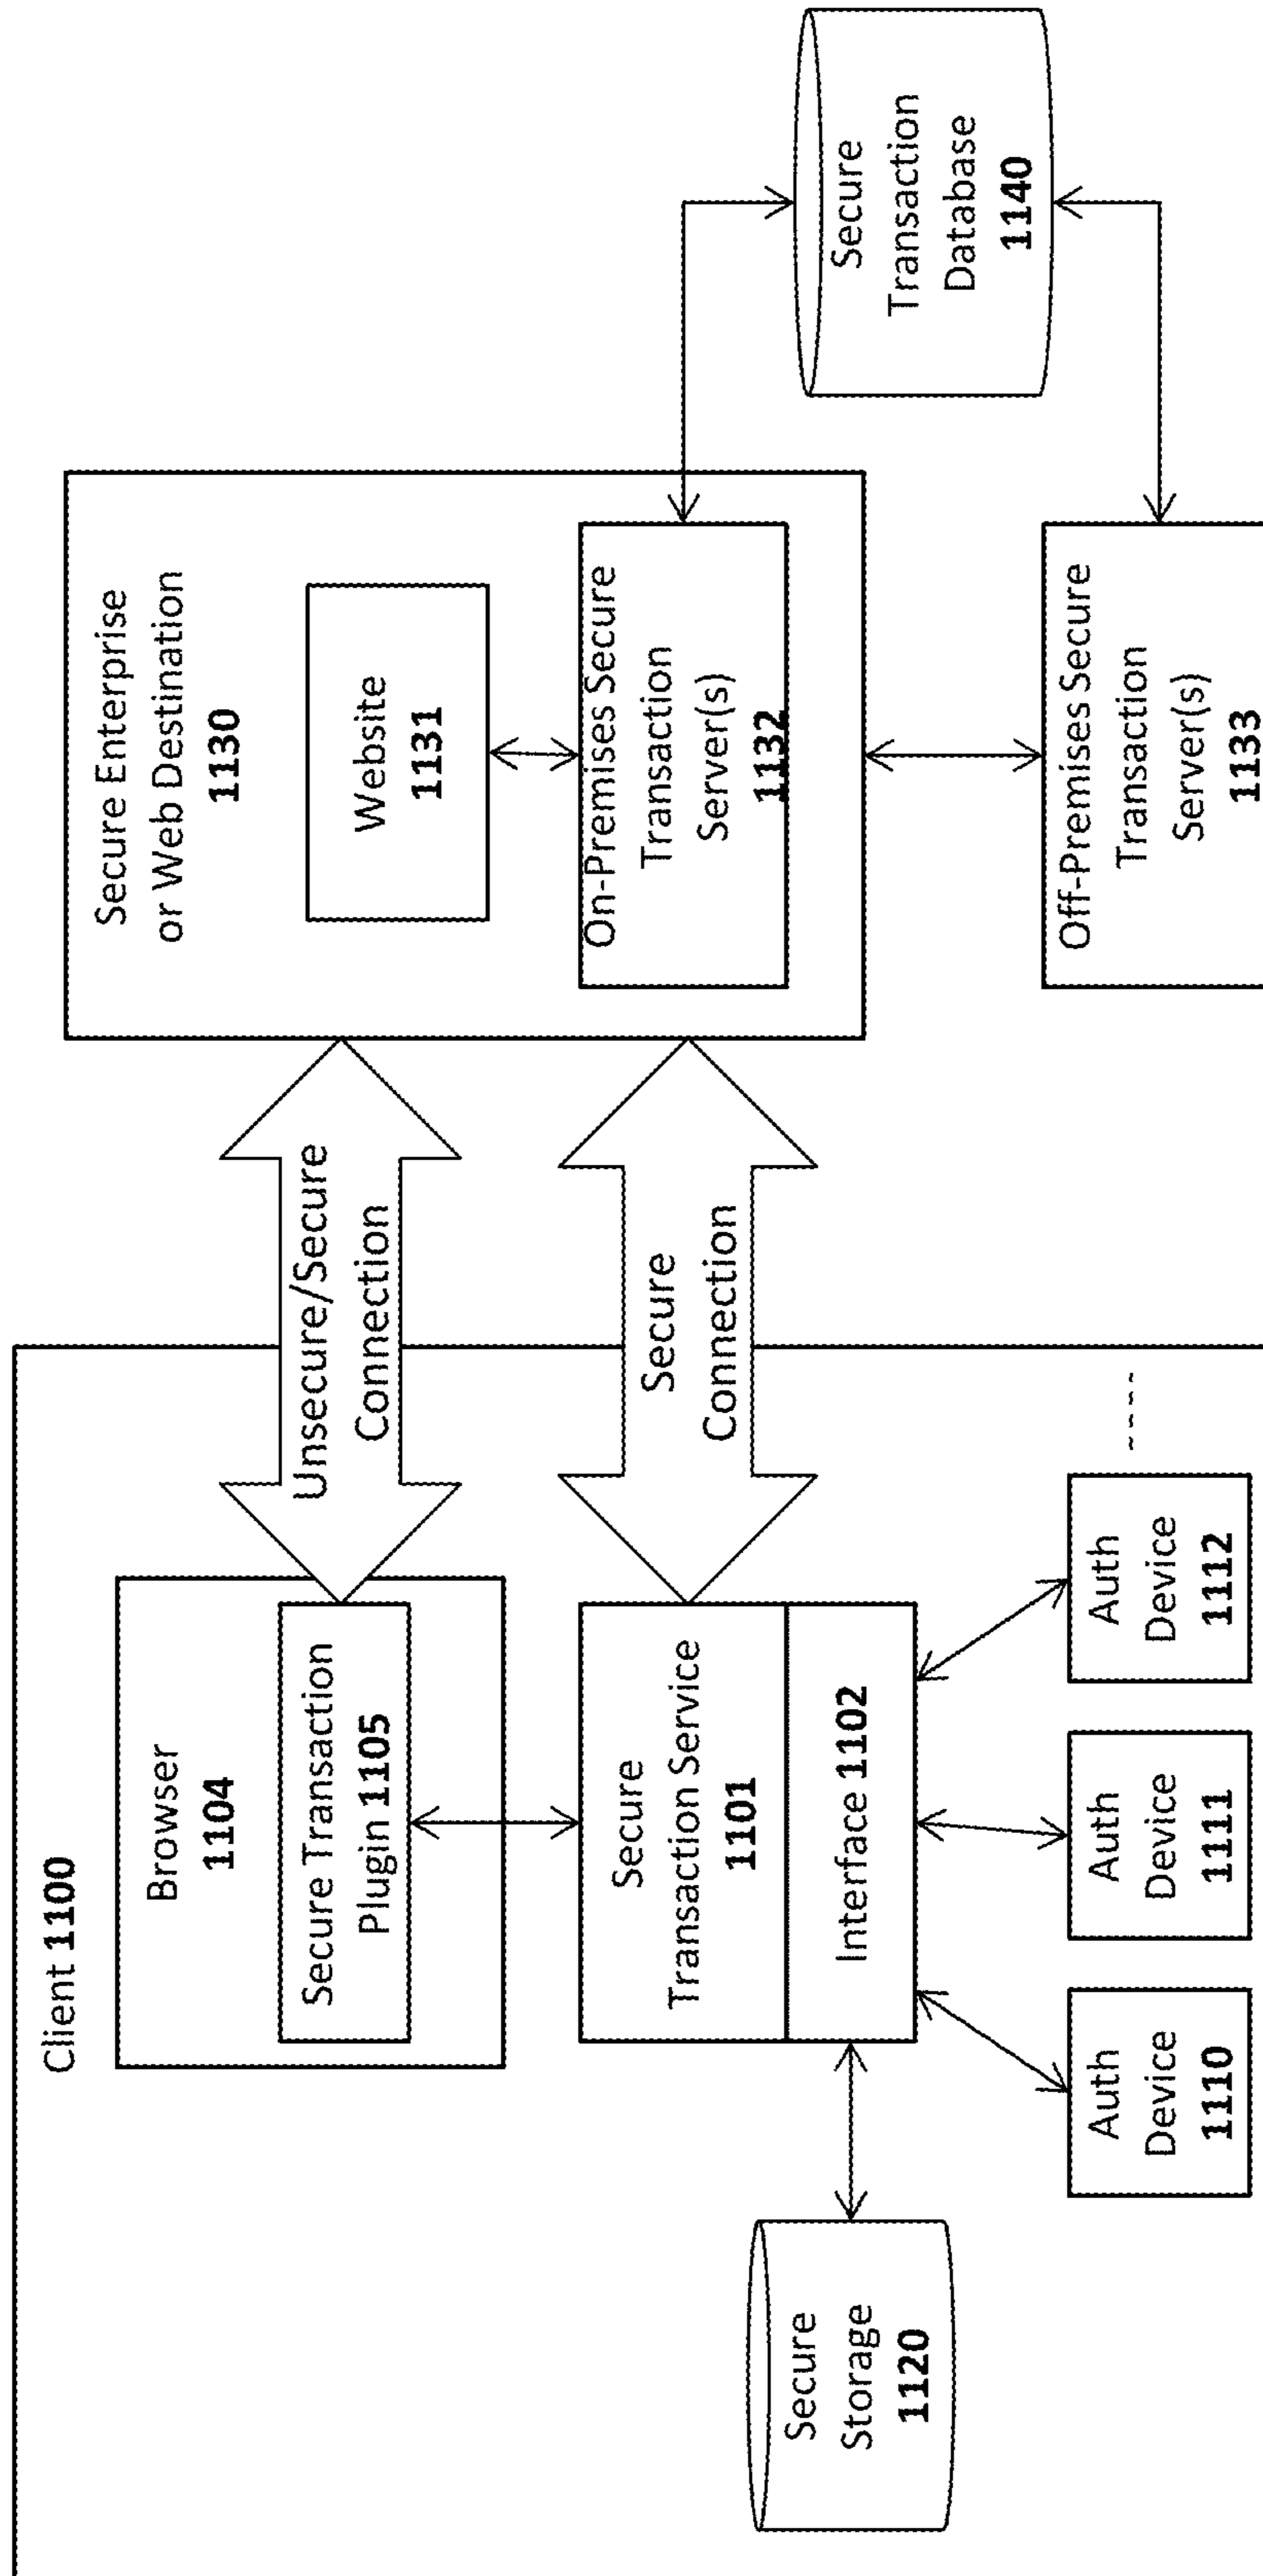 Client 1100
Browser
1104
Secure Transaction
Plugin 1105
Secure
Transaction Service
1101
Interface 1102
Secure
Storage
1120
Auth
Device
1110
Auth
Device
1111
Auth
Device
1112
Unsecure/Secure
Connection
Secure
Connection
Secure Enterprise
or Web Destination
1130
Website
1131
On-Premises Secure
Transaction
Server(s)
1132
Off-Premises Secure
Transaction
Server(s)
1133
Secure
Transaction
Database
1140